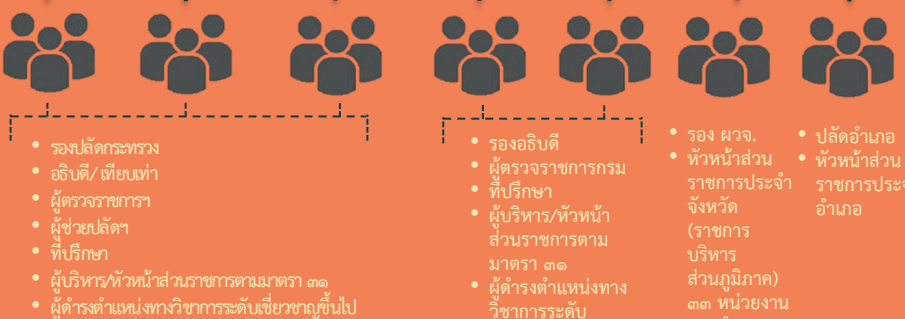 • รองปลัดกระทรวง
• อธิบดี/เทียบเท่า
• ผู้ตรวจราชการฯ
• ผู้ช่วยปลัดฯ
• ที่ปรึกษา
• ผู้บริหาร/หัวหน้าส่วนราชการตามมาตรา ๓๑
• ผู้ดำรงตำแหน่งทางวิชาการระดับเชี่ยวชาญขึ้นไป
• รองอธิบดี
• ผู้ตรวจราชการกรม
• ที่ปรึกษา
• ผู้บริหาร/หัวหน้า
ส่วนราชการตาม
มาตรา ๓๑
• ผู้ดำรงตำแหน่งทาง
วิชาการระดับ
• รอง ผวจ.
• หัวหน้าส่วน
ราชการประจำ
จังหวัด
(ราชการ
บริหาร
ส่วนภูมิภาค)
๓๓ หน่วยงาน
• ปลัดอำเภอ
• หัวหน้าส่วน
ราชการประจ
อำเภอ